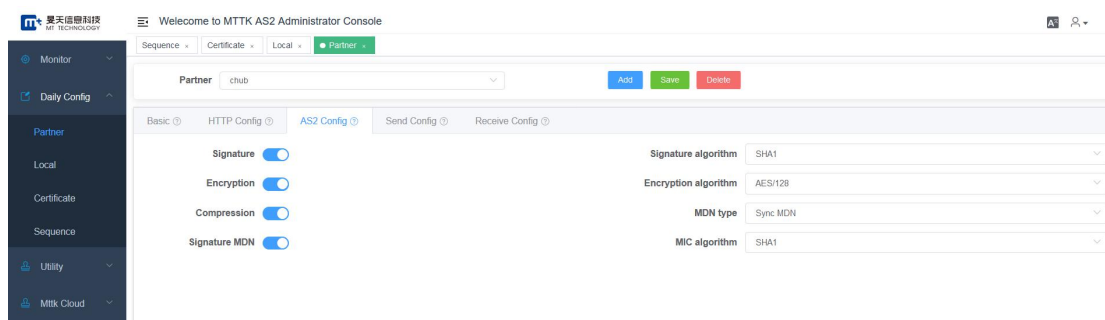 昊天信息科技
MT TECHNOLOGY
Welecome to MTTK AS2 Administrator Console
Sequence × Certificate × Local × Partner ×
Monitor
Partner chub Add Save Delete
Daily Config
Basic HTTP Config AS2 Config Send Config Receive Config
Partner
Signature Signature algorithm SHA1
Local
Encryption Encryption algorithm AES/128
Certificate
Compression MDN type Sync MDN
Sequence
Signature MDN MIC algorithm SHA1
Utility
Mttk Cloud